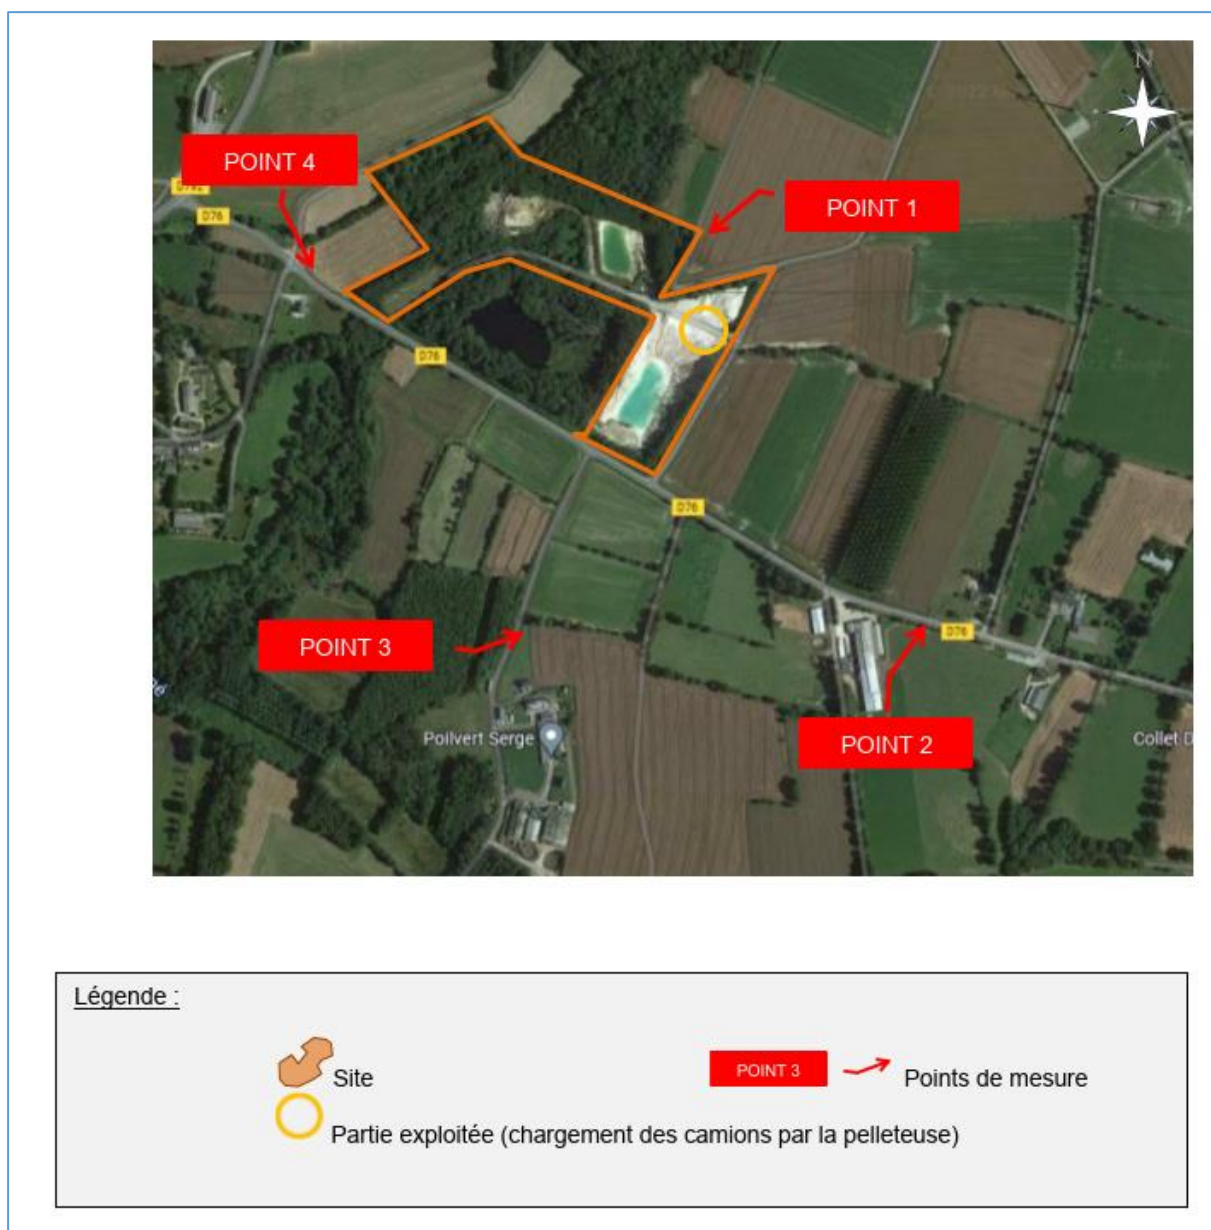 N
POINT 4
D792
D76
POINT 1
D76
D76
POINT 3
D76
Poilvert Serge
POINT 2
Collet D
Légende :
Site
POINT 3
Points de mesure
Partie exploitée (chargement des camions par la pelleteuse)